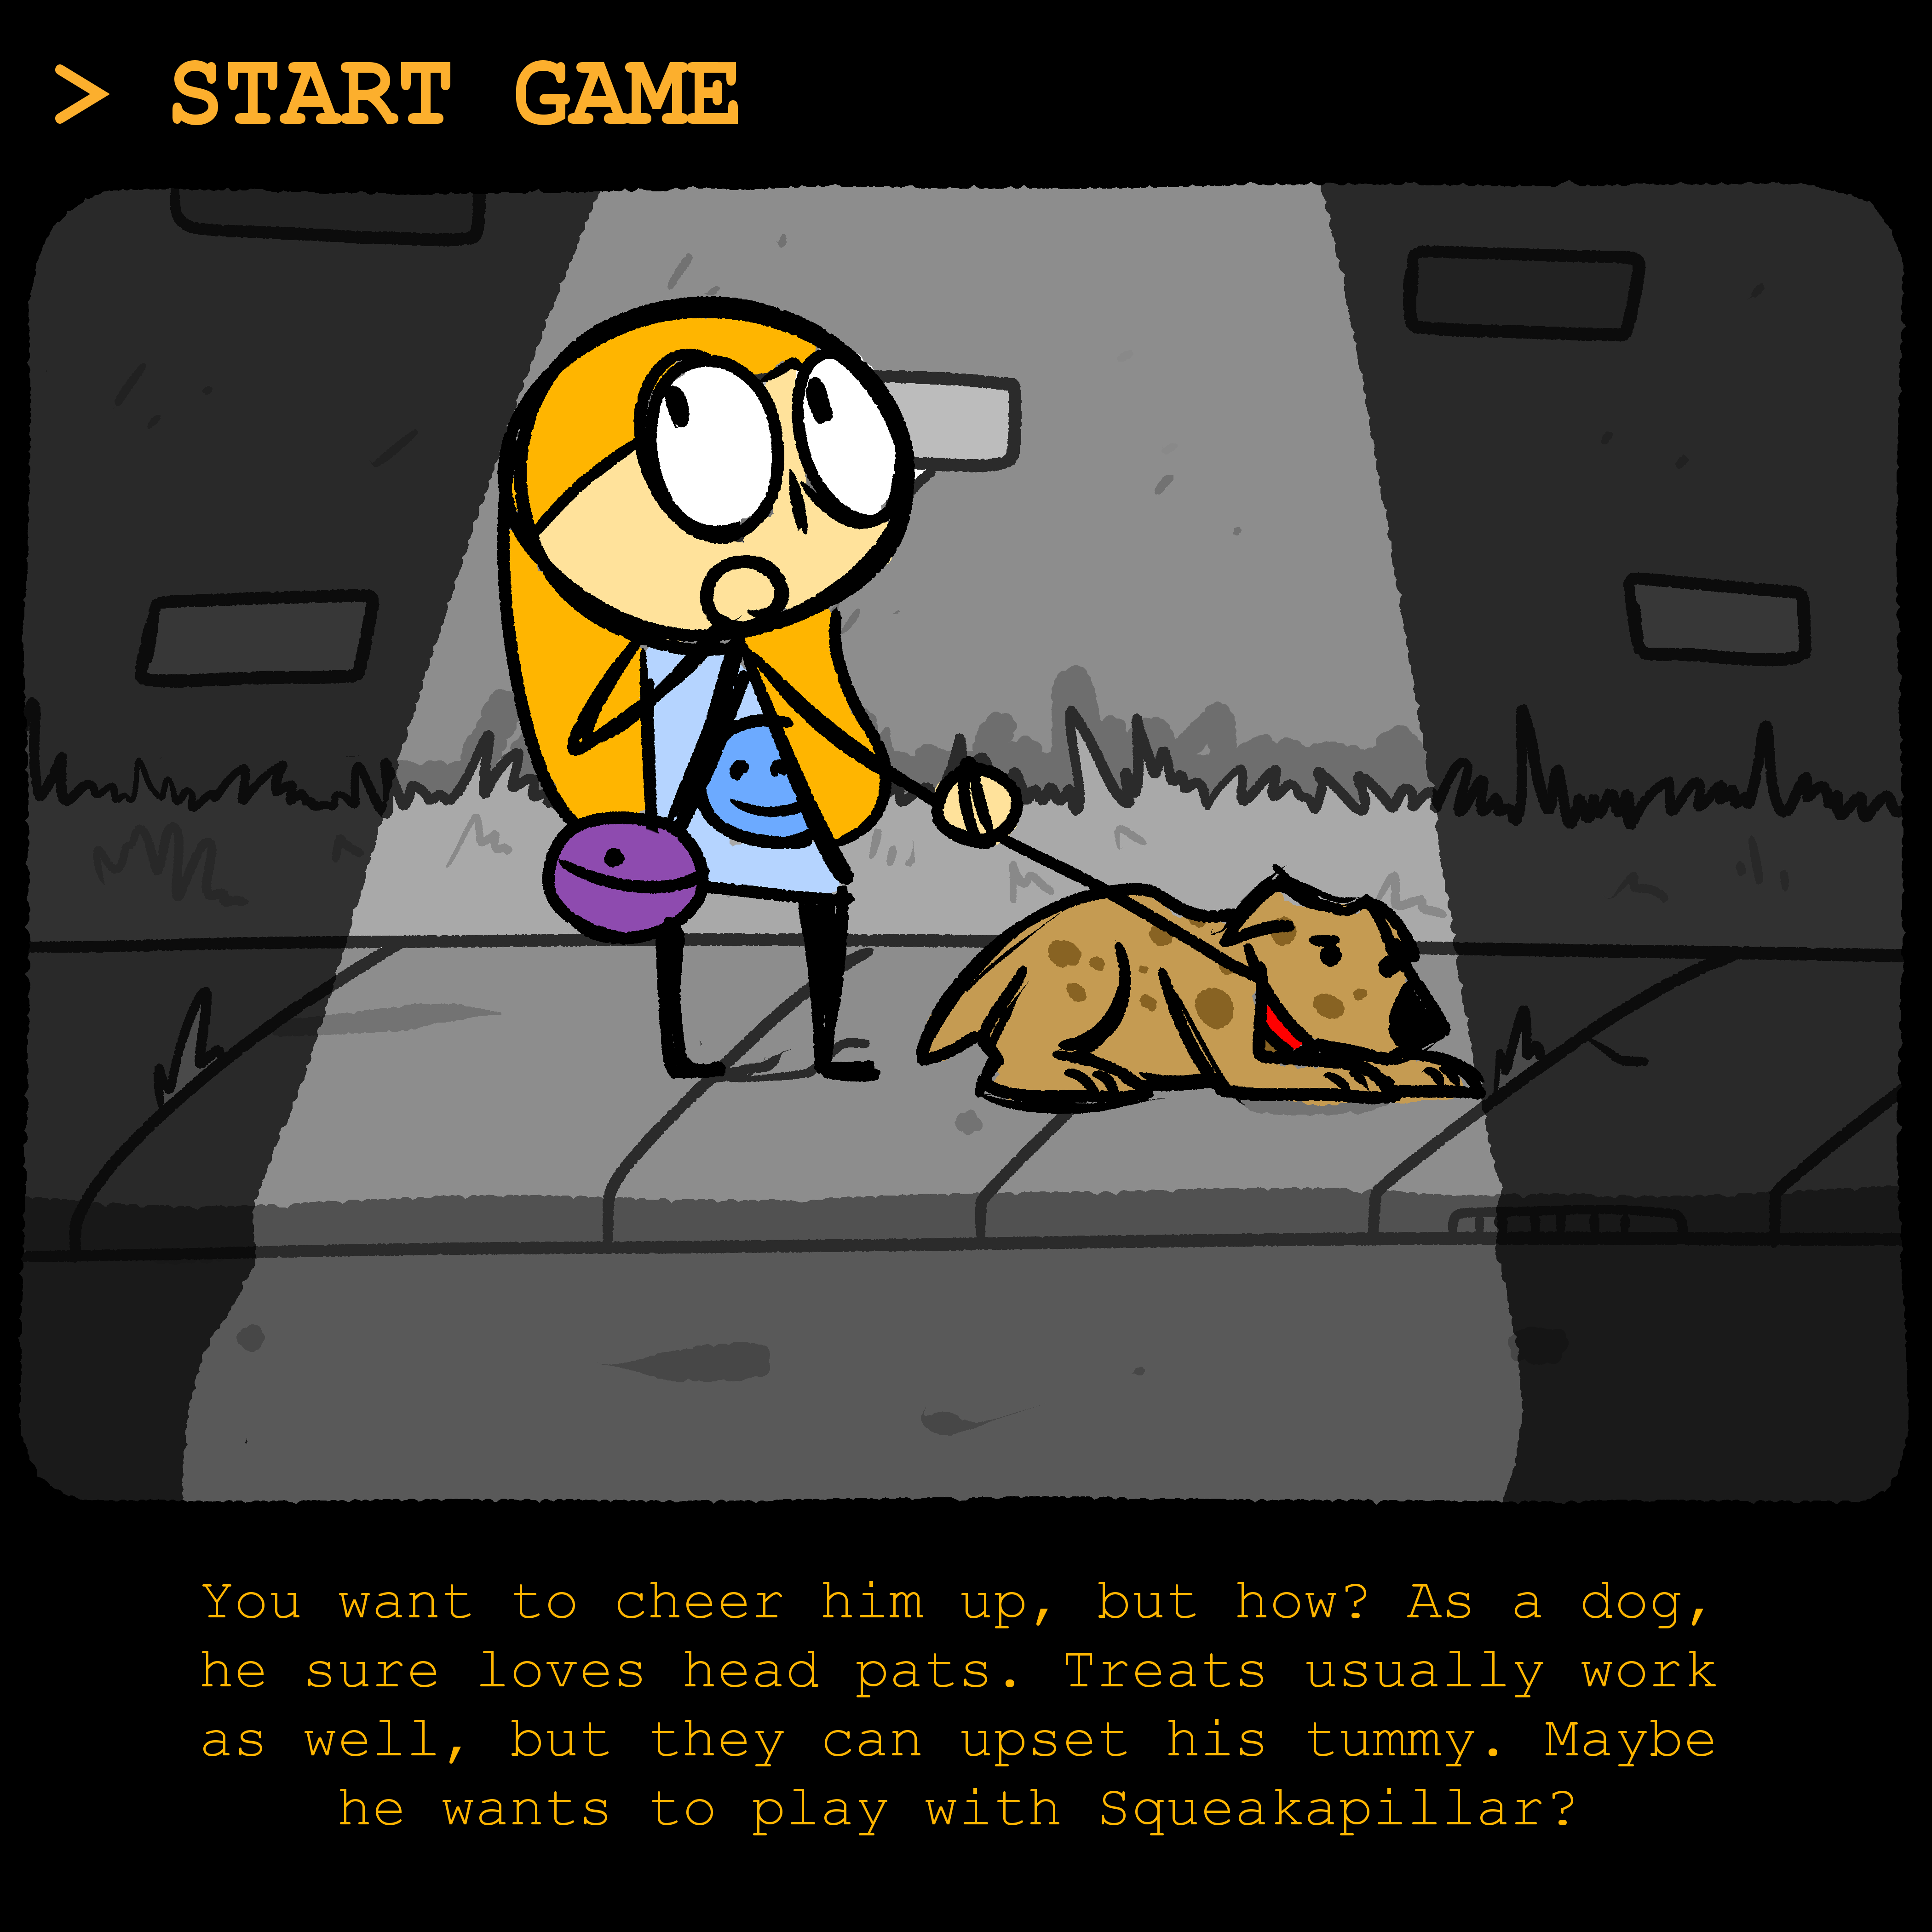 > START GAME
You want to cheer him up, but how? As a dog,
he sure loves head pats. Treats usually work
as well, but they can upset his tummy. Maybe
he wants to play with Squeakapillar?